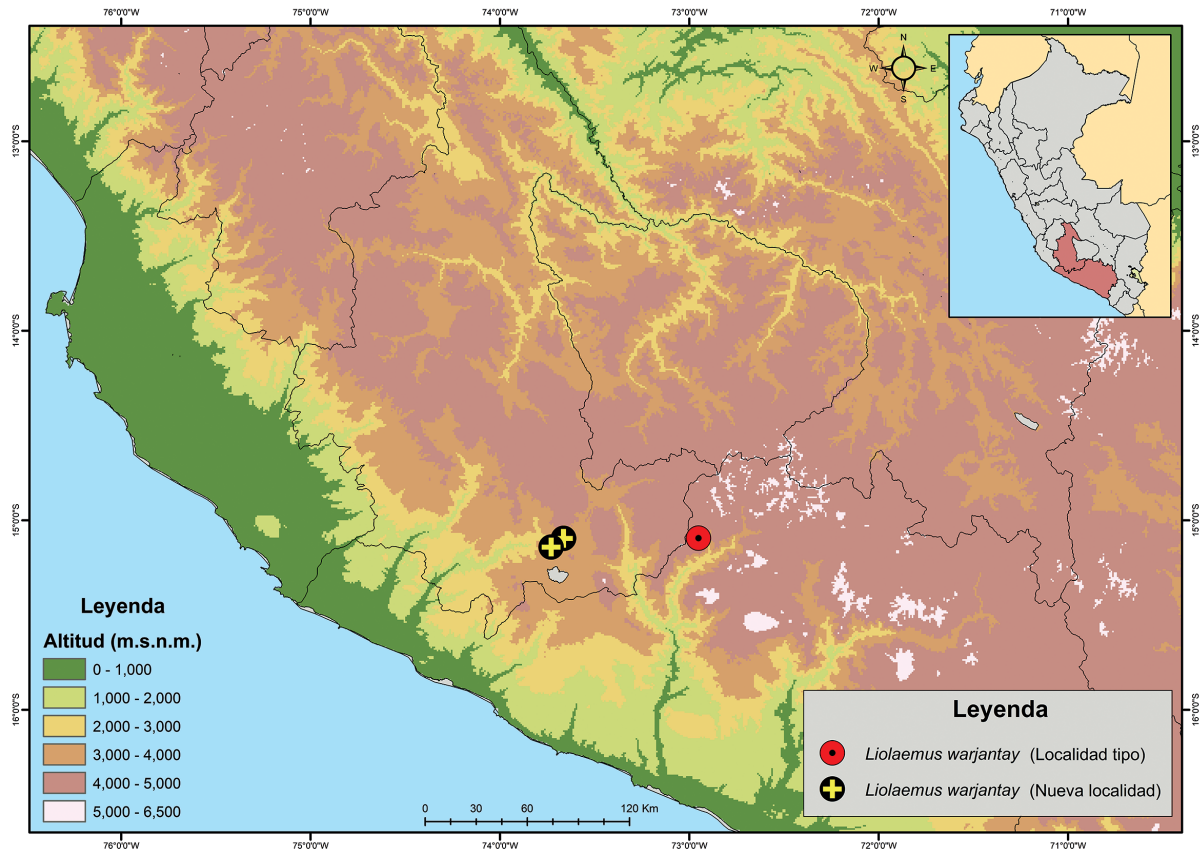 76°0'0"W 75°0'0"W 74°0'0"W 73°0'0"W 72°0'0"W 71°0'0"W
N
W E
S
13°0'0"S 13°0'0"S
14°0'0"S 14°0'0"S
15°0'0"S 15°0'0"S
16°0'0"S 16°0'0"S
Leyenda
Altitud (m.s.n.m.)
0 - 1,000
1,000 - 2,000
2,000 - 3,000
3,000 - 4,000
4,000 - 5,000
5,000 - 6,500
0 30 60 120 Km
Leyenda
Liolaemus warjantay (Localidad tipo)
Liolaemus warjantay (Nueva localidad)
76°0'0"W 75°0'0"W 74°0'0"W 73°0'0"W 72°0'0"W 71°0'0"W